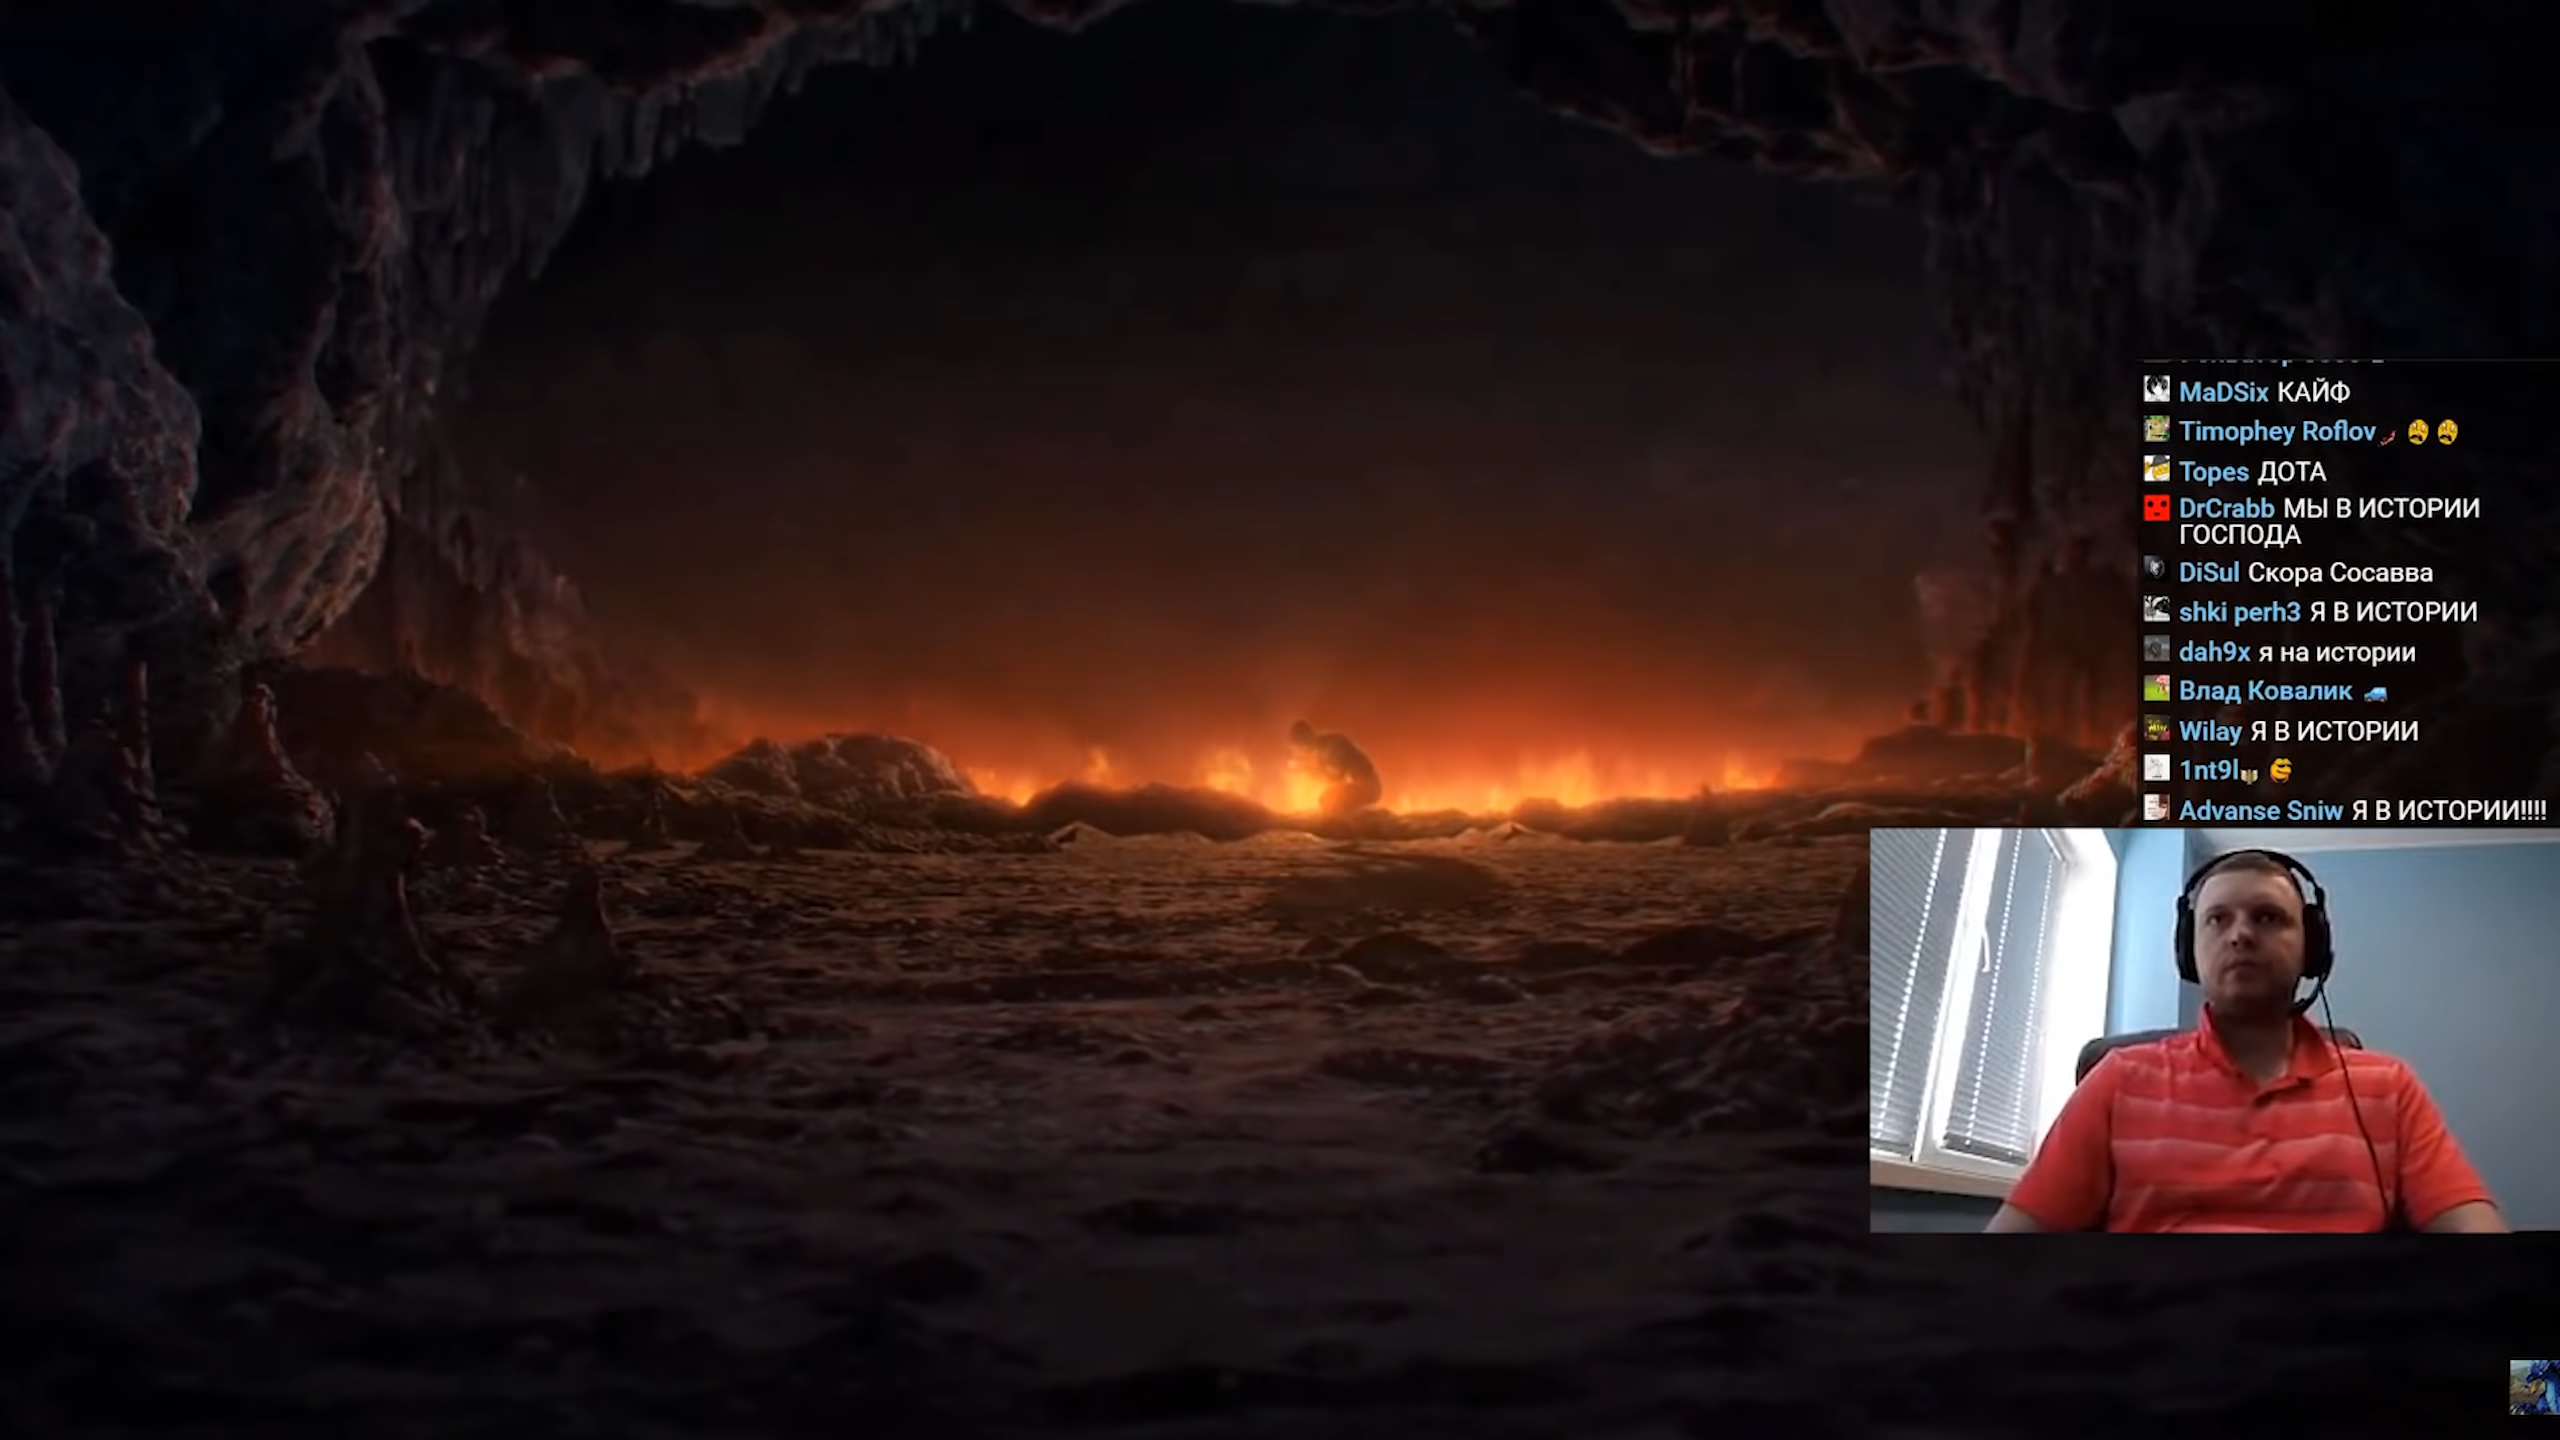 MaDSix КАЙФ
Timophey Roflov
Topes ДОТА
DrCrabb МЫ В ИСТОРИИ
ГОСПОДА
DiSul Скора Сосавва
shki perh3 Я В ИСТОРИИ
dah9x я на истории
Влад Ковалик
Wilay Я В ИСТОРИИ
1nt9l
Advanse Sniw Я В ИСТОРИИ!!!!